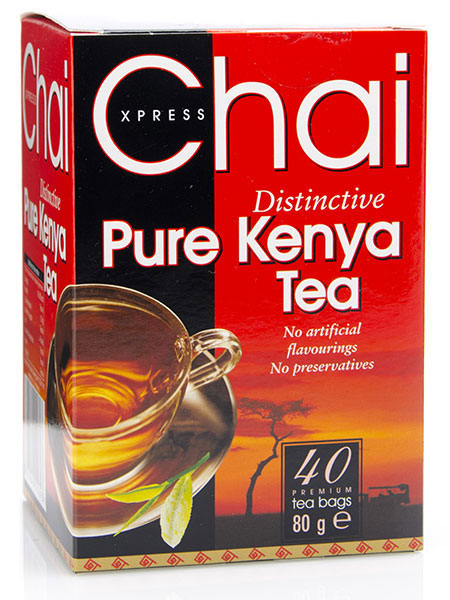 Chai
XPRESS
Distinctive
Pure Kenya
Tea
No artificial
flavourings
No preservatives
40
PREMIUM
tea bags
80 g e
Chai
XPRESS
Distinctive
Pure Kenya
Tea